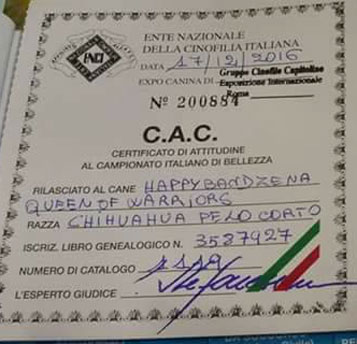 ENTE NAZIONALE
DELLA CINOFILIA ITALIANA
ENCI
DATA 17/12/2016
EXPO CANINA DI Gruppo Cinofilo Capitolino
Esposizione Internazionale
Roma
Nº 200884
C.A.C.
CERTIFICATO DI ATTITUDINE
AL CAMPIONATO ITALIANO DI BELLEZZA
RILASCIATO AL CANE HAPPYBANDZENA
QUEEN OF WARRIORS
RAZZA CHIHUAHUA PELO CORTO
ISCRIZ. LIBRO GENEALOGICO N. 3587927
NUMERO DI CATALOGO
L'ESPERTO GIUDICE